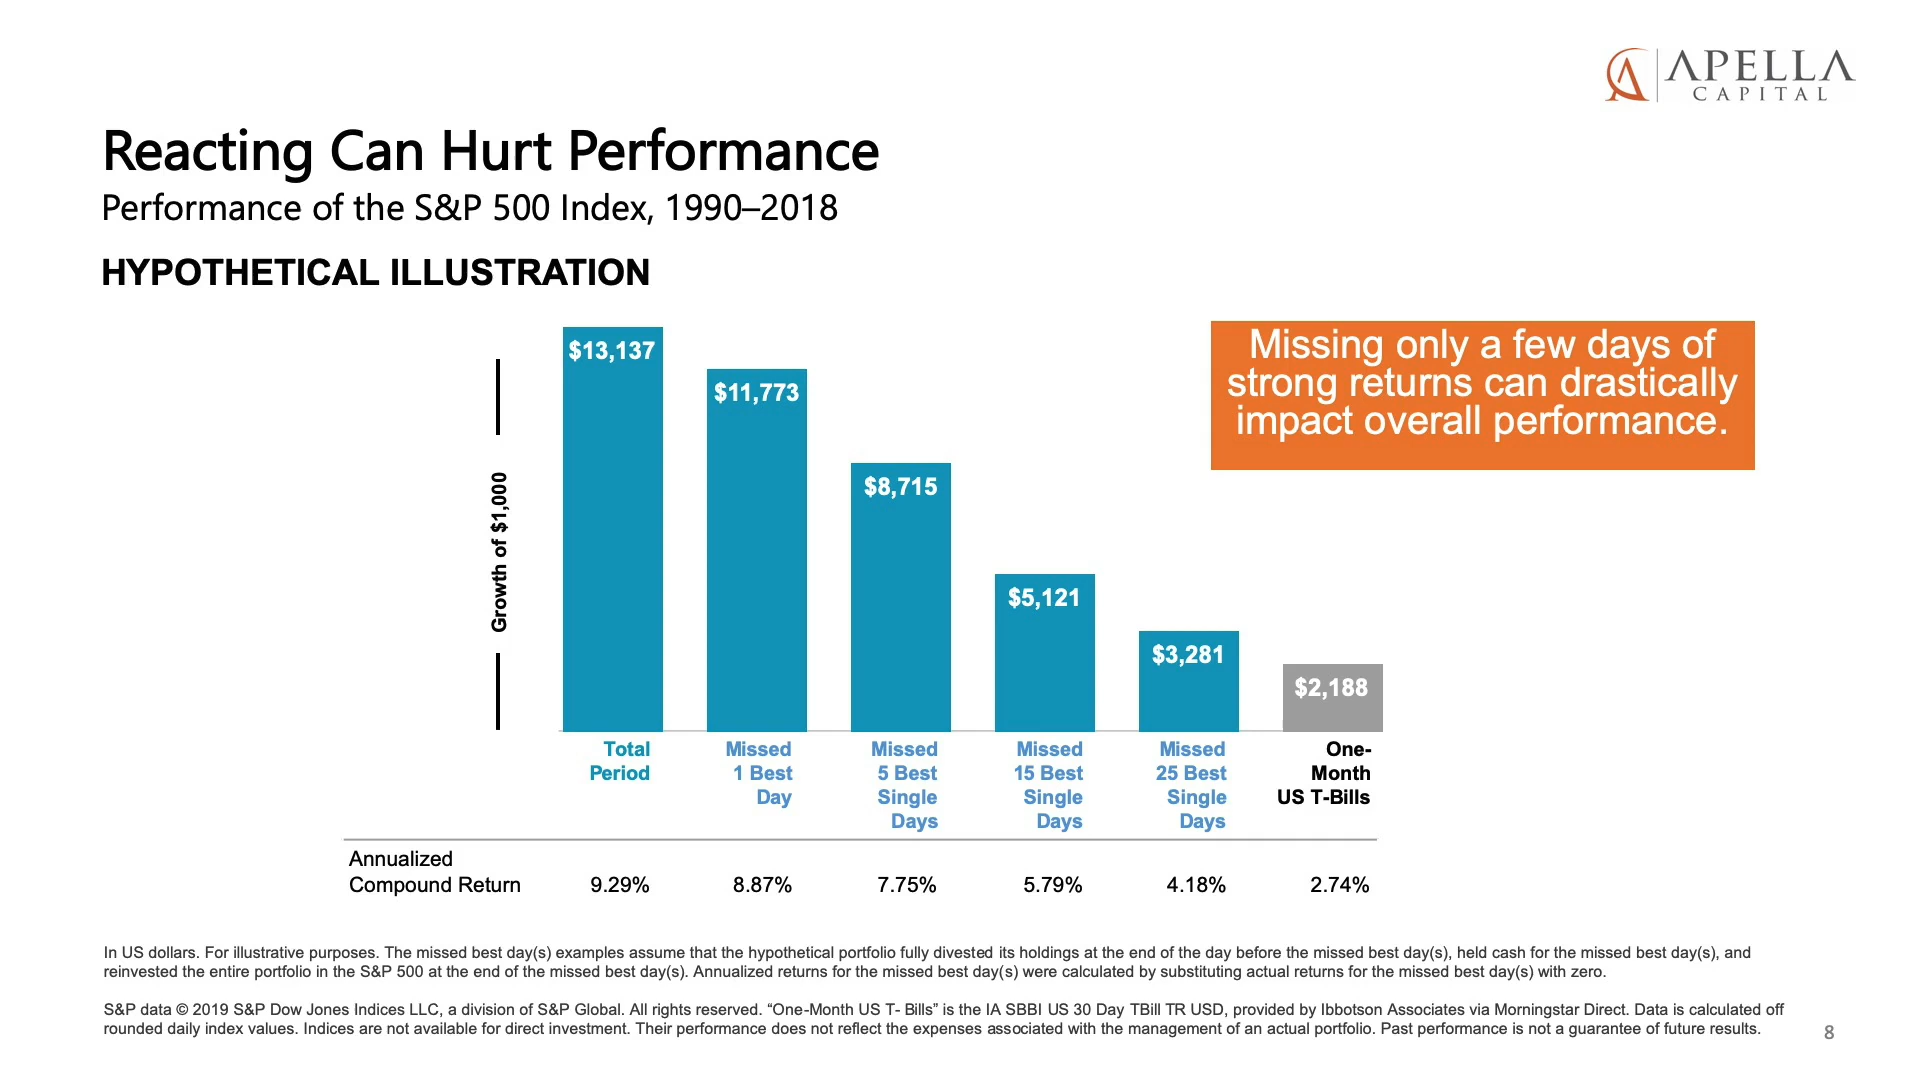 APELLA
CAPITAL
Reacting Can Hurt Performance
Performance of the S&P 500 Index, 1990–2018
HYPOTHETICAL ILLUSTRATION
Missing only a few days of
strong returns can drastically
impact overall performance.
Growth of $1,000
$13,137
$11,773
$8,715
$5,121
$3,281
$2,188
Total
Period
Missed
1 Best
Day
Missed
5 Best
Single
Days
Missed
15 Best
Single
Days
Missed
25 Best
Single
Days
One-
Month
US T-Bills
Annualized
Compound Return 9.29% 8.87% 7.75% 5.79% 4.18% 2.74%
In US dollars. For illustrative purposes. The missed best day(s) examples assume that the hypothetical portfolio fully divested its holdings at the end of the day before the missed best day(s), held cash for the missed best day(s), and
reinvested the entire portfolio in the S&P 500 at the end of the missed best day(s). Annualized returns for the missed best day(s) were calculated by substituting actual returns for the missed best day(s) with zero.
S&P data © 2019 S&P Dow Jones Indices LLC, a division of S&P Global. All rights reserved. “One-Month US T- Bills” is the IA SBBI US 30 Day TBill TR USD, provided by Ibbotson Associates via Morningstar Direct. Data is calculated off
rounded daily index values. Indices are not available for direct investment. Their performance does not reflect the expenses associated with the management of an actual portfolio. Past performance is not a guarantee of future results.
8